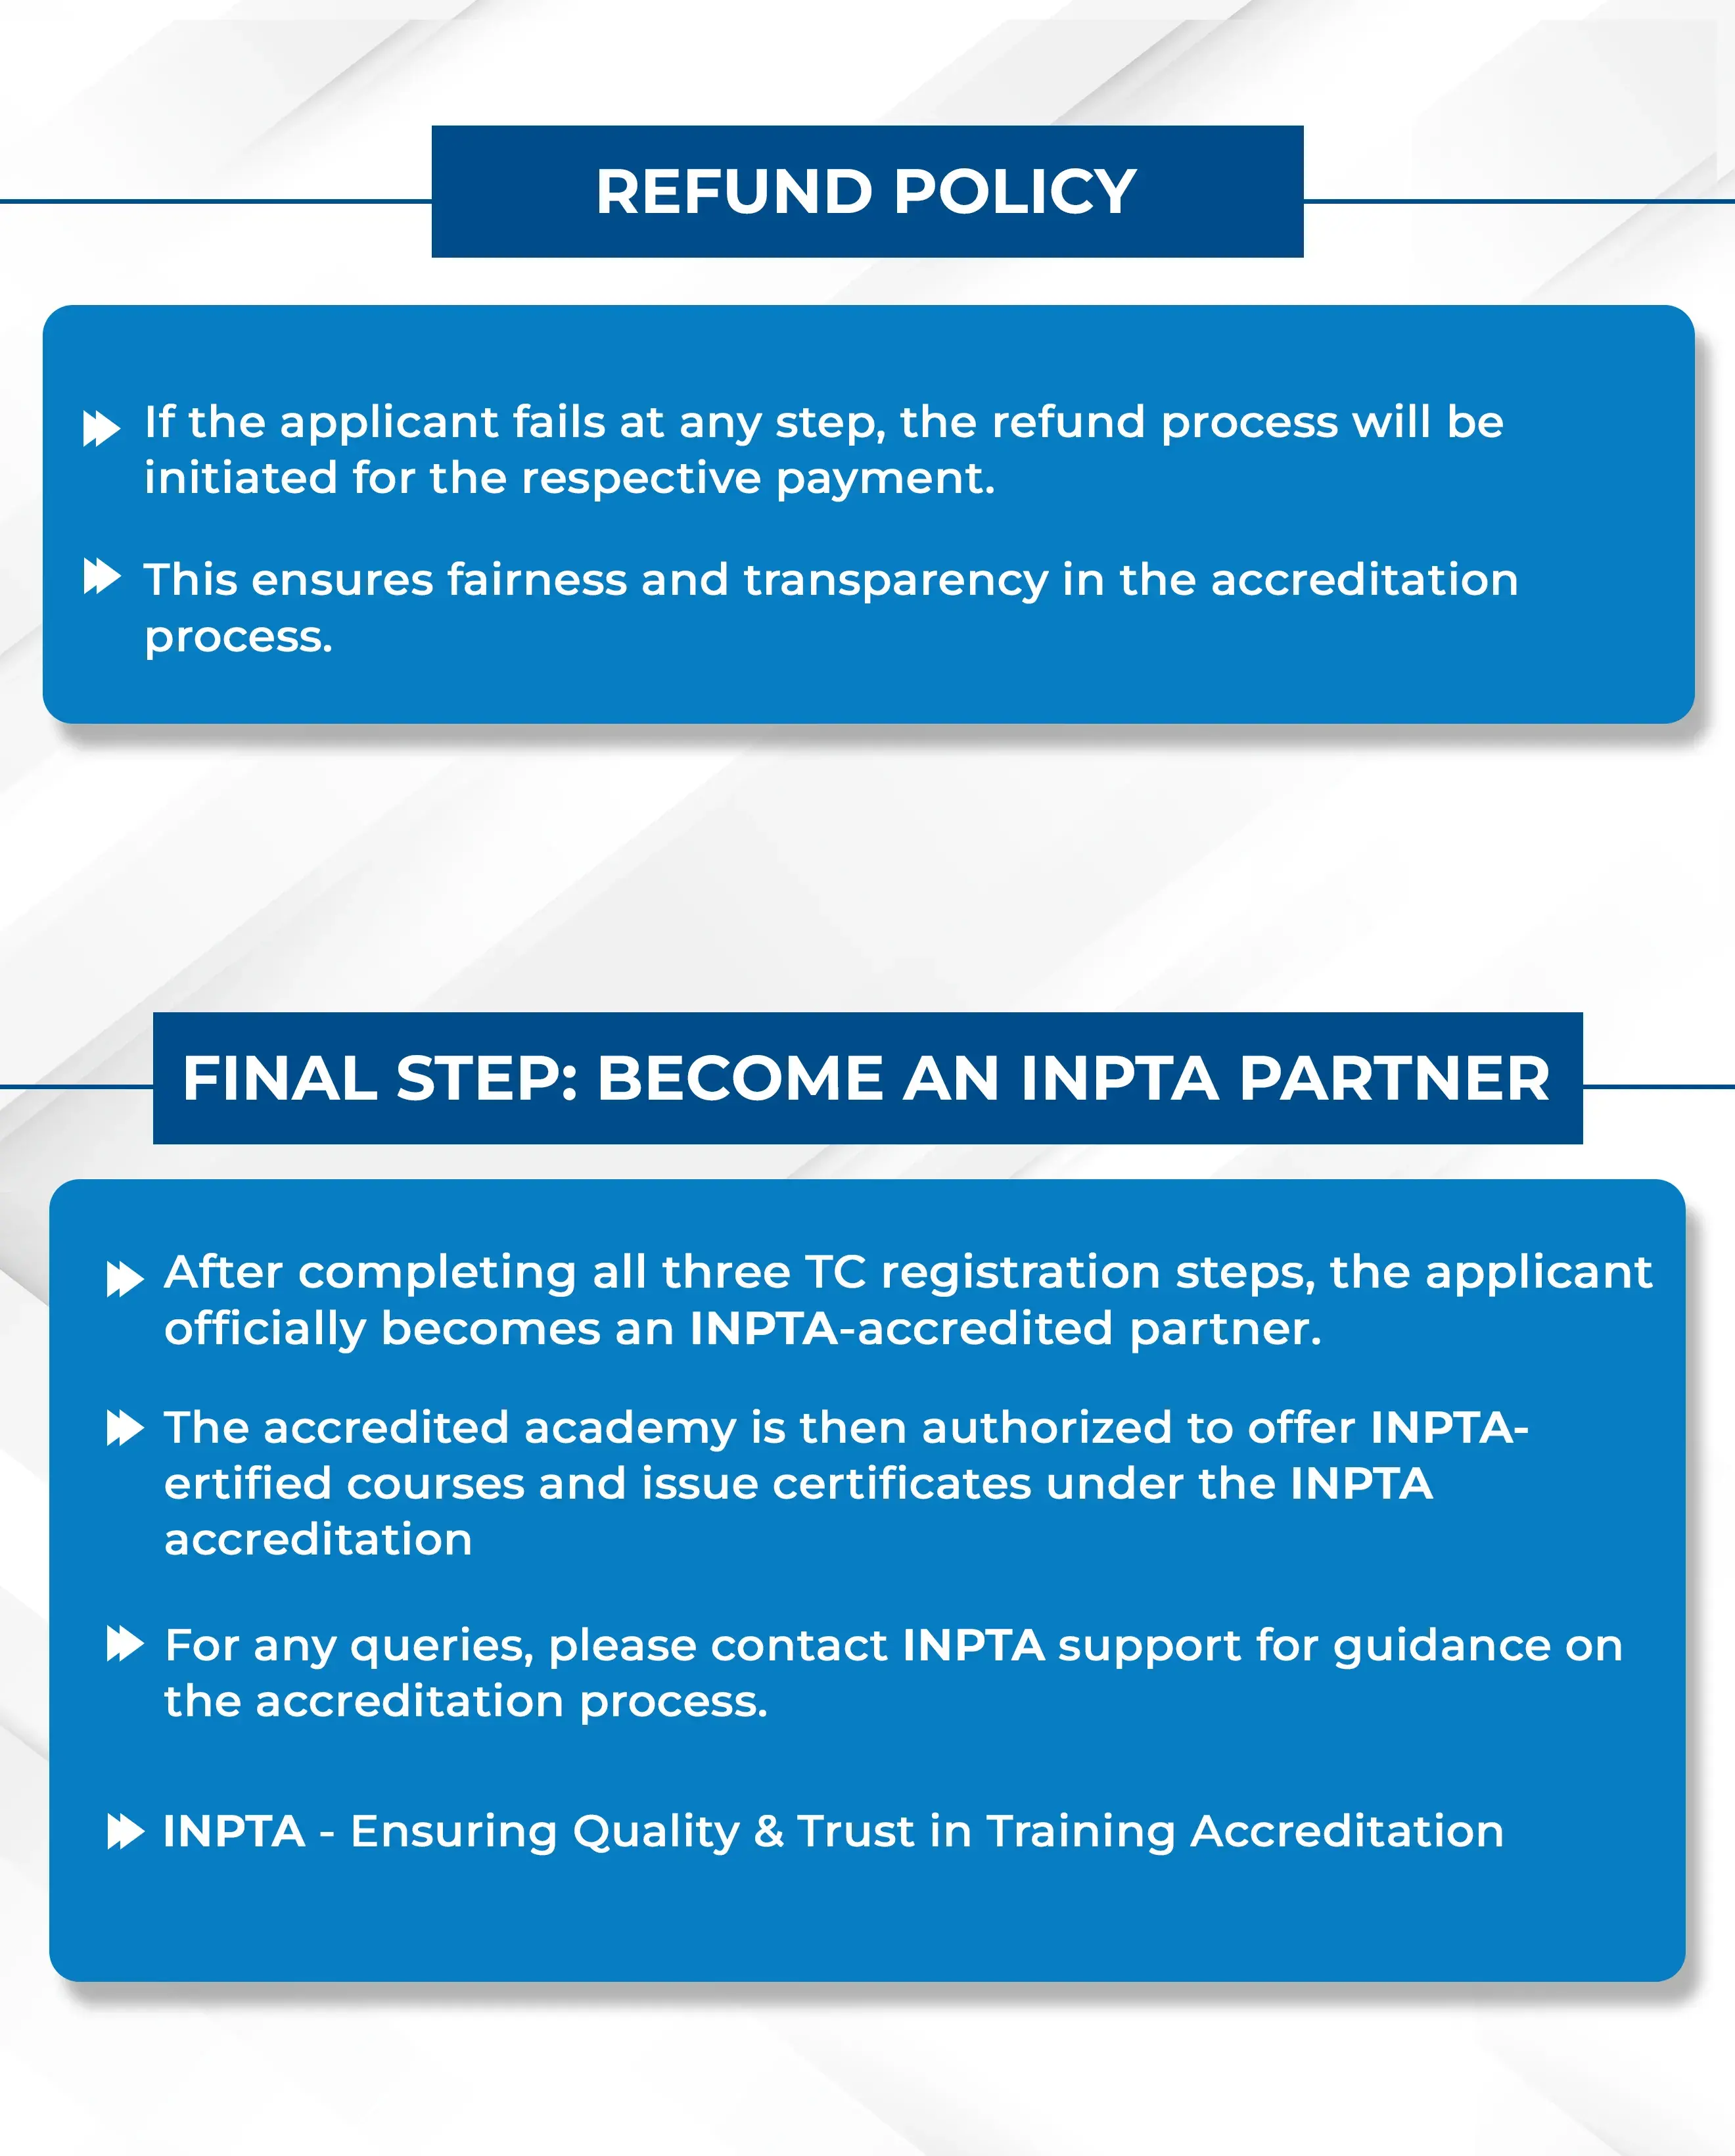 REFUND POLICY
If the applicant fails at any step, the refund process will be
initiated for the respective payment.
This ensures fairness and transparency in the accreditation
process.
FINAL STEP: BECOME AN INPTA PARTNER
After completing all three TC registration steps, the applicant
officially becomes an INPTA-accredited partner.
The accredited academy is then authorized to offer INPTA-
ertified courses and issue certificates under the INPTA
accreditation
For any queries, please contact INPTA support for guidance on
the accreditation process.
INPTA - Ensuring Quality & Trust in Training Accreditation